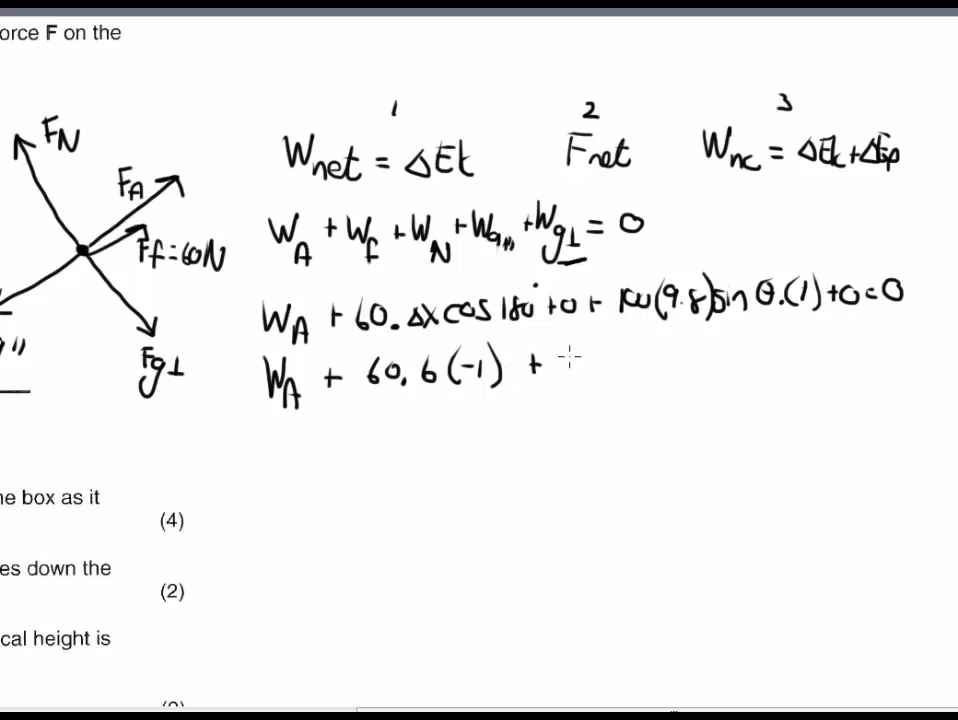 orce F on the
1 2 3
Wnet = ΔEk Fnet Wnc = ΔEk + ΔEp
FN
FA
Ff = 60N
WA + Wf + WN + Wg,, + Wg⊥ = 0
WA + 60. Δx cos 180° + 0 + 100(9.8) sin θ.(1) + 0 = 0
,,
Fg⊥
WA + 60. 6(-1) +
he box as it
(4)
es down the
(2)
cal height is